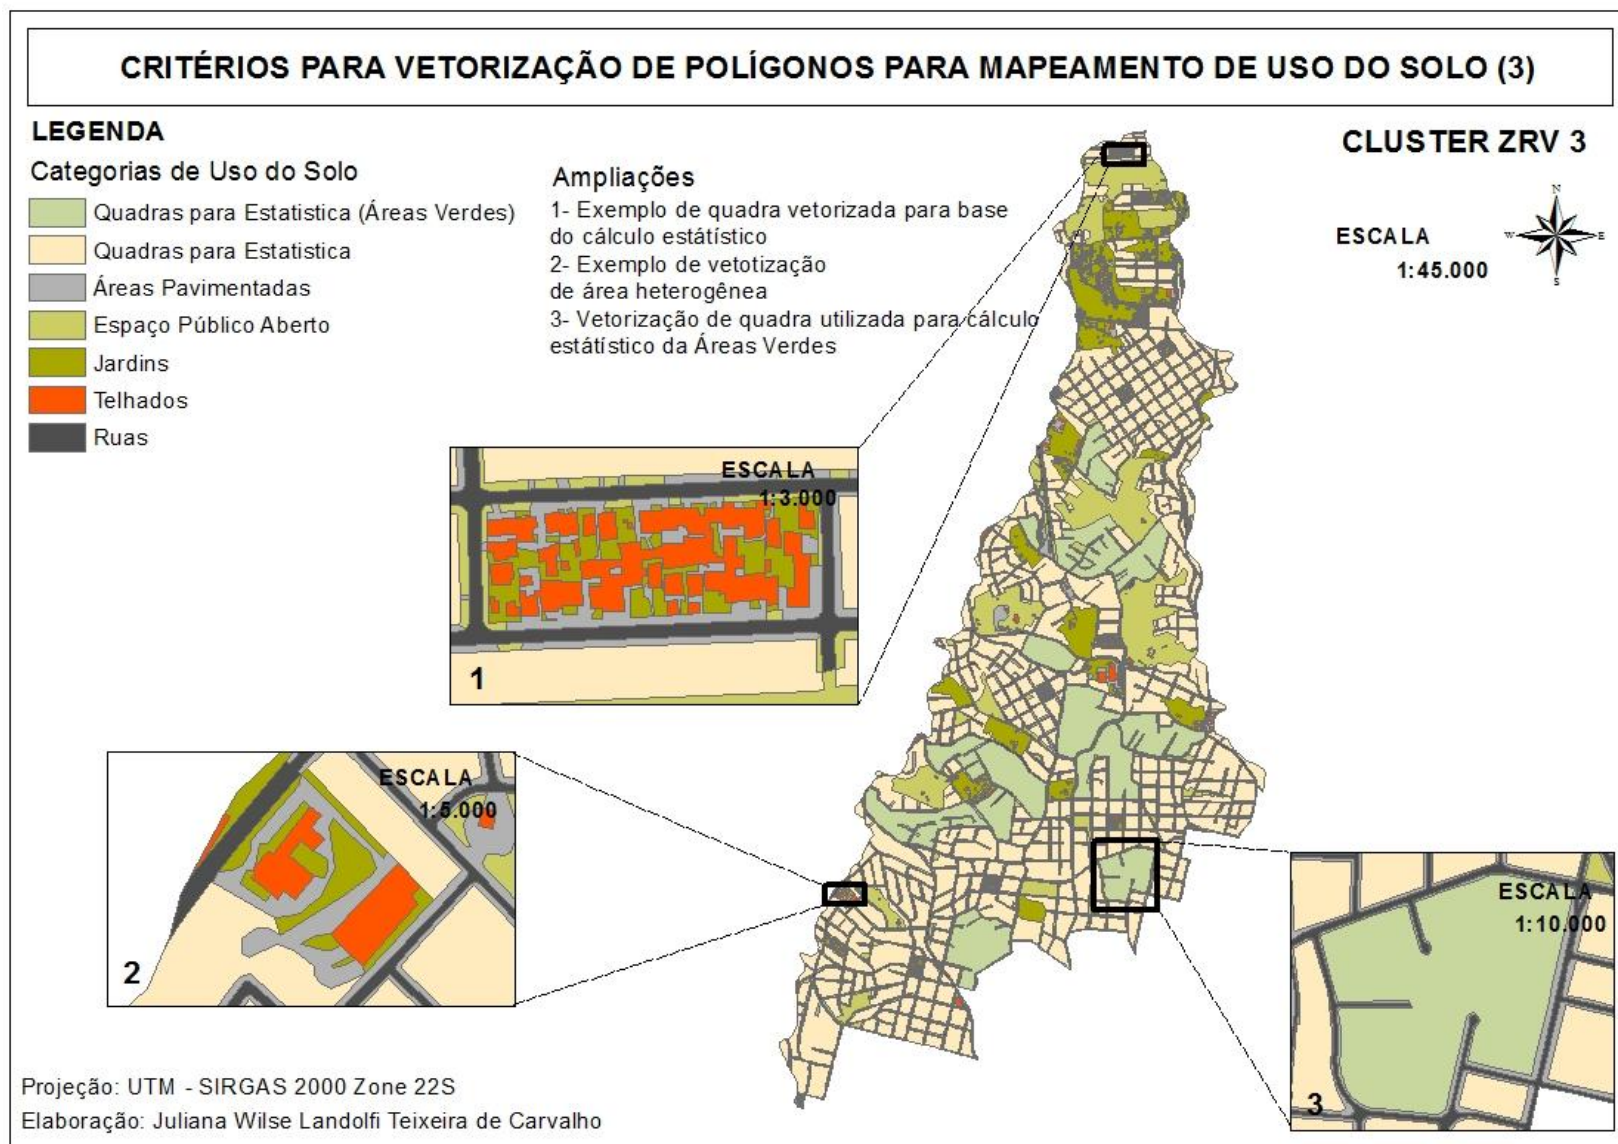 CRITÉRIOS PARA VETORIZAÇÃO DE POLÍGONOS PARA MAPEAMENTO DE USO DO SOLO (3)
LEGENDA
Categorias de Uso do Solo
Quadras para Estatistica (Áreas Verdes)
Quadras para Estatistica
Áreas Pavimentadas
Espaço Público Aberto
Jardins
Telhados
Ruas
Ampliações
1- Exemplo de quadra vetorizada para base
do cálculo estátístico
2- Exemplo de vetotização
de área heterogênea
3- Vetorização de quadra utilizada para cálculo
estátístico da Áreas Verdes
CLUSTER ZRV 3
ESCALA
1:45.000
N
W
E
S
ESCALA
1:3.000
1
ESCALA
1:5.000
2
ESCALA
1:10.000
3
Projeção: UTM - SIRGAS 2000 Zone 22S
Elaboração: Juliana Wilse Landolfi Teixeira de Carvalho